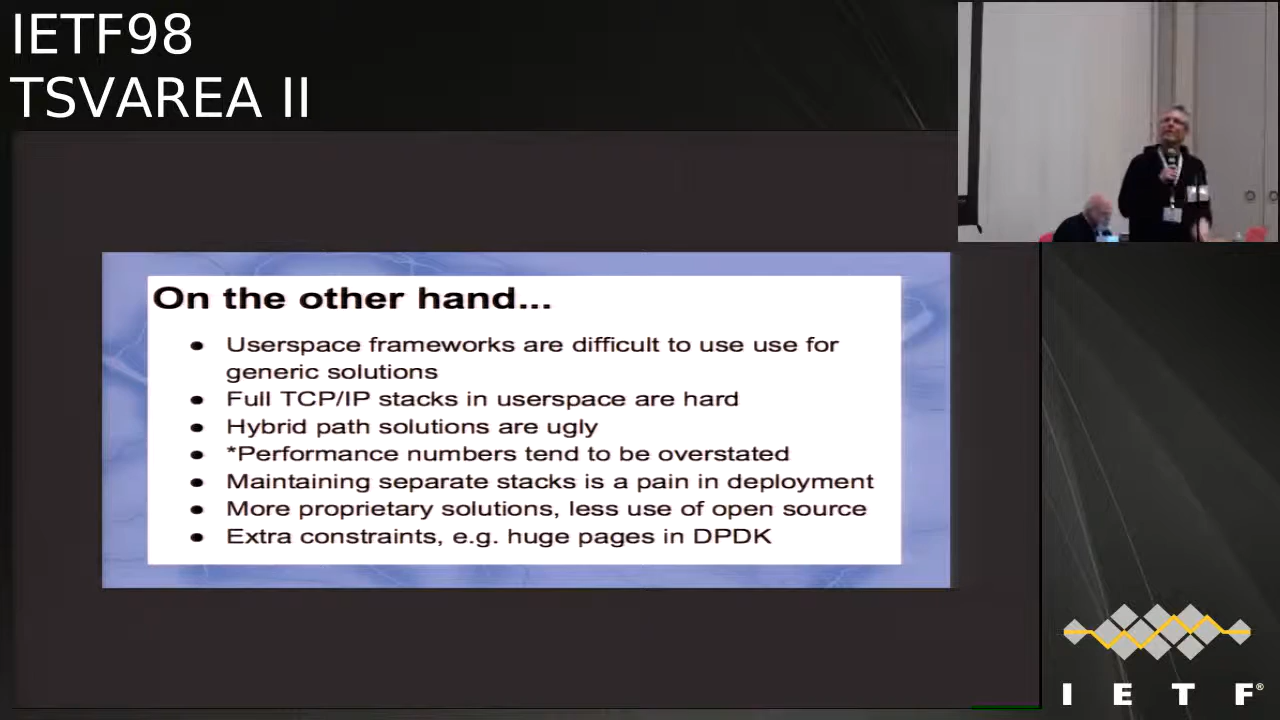 IETF98
TSVAREA II
On the other hand...
● Userspace frameworks are difficult to use use for
generic solutions
● Full TCP/IP stacks in userspace are hard
● Hybrid path solutions are ugly
● *Performance numbers tend to be overstated
● Maintaining separate stacks is a pain in deployment
● More proprietary solutions, less use of open source
● Extra constraints, e.g. huge pages in DPDK
I E T F®